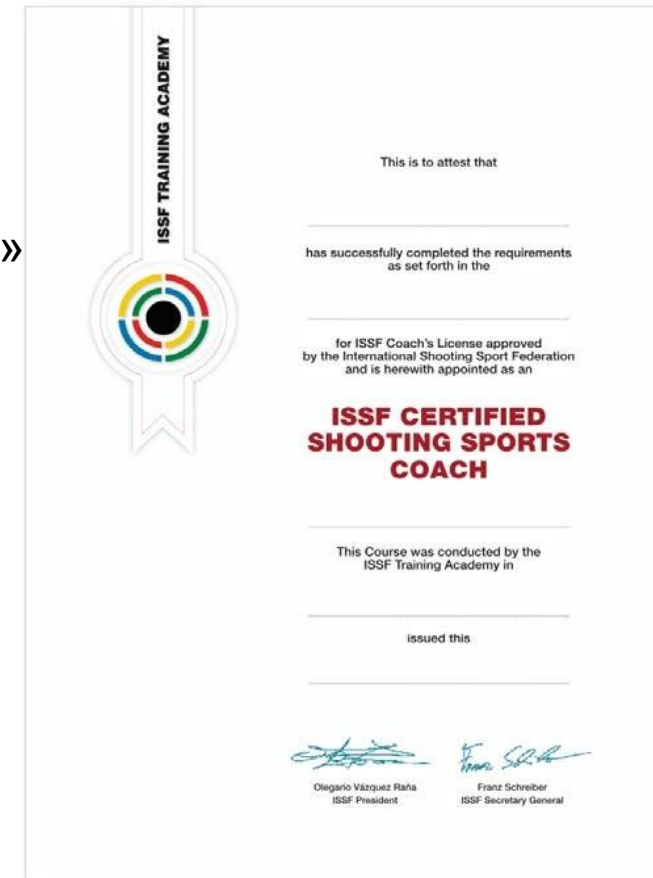 »
ISSF TRAINING ACADEMY
This is to attest that
has successfully completed the requirements
as set forth in the
for ISSF Coach's License approved
by the International Shooting Sport Federation
and is herewith appointed as an
ISSF CERTIFIED
SHOOTING SPORTS
COACH
This Course was conducted by the
ISSF Training Academy in
issued this
Olegario Vázquez Raña
ISSF President
Franz Schreiber
ISSF Secretary General